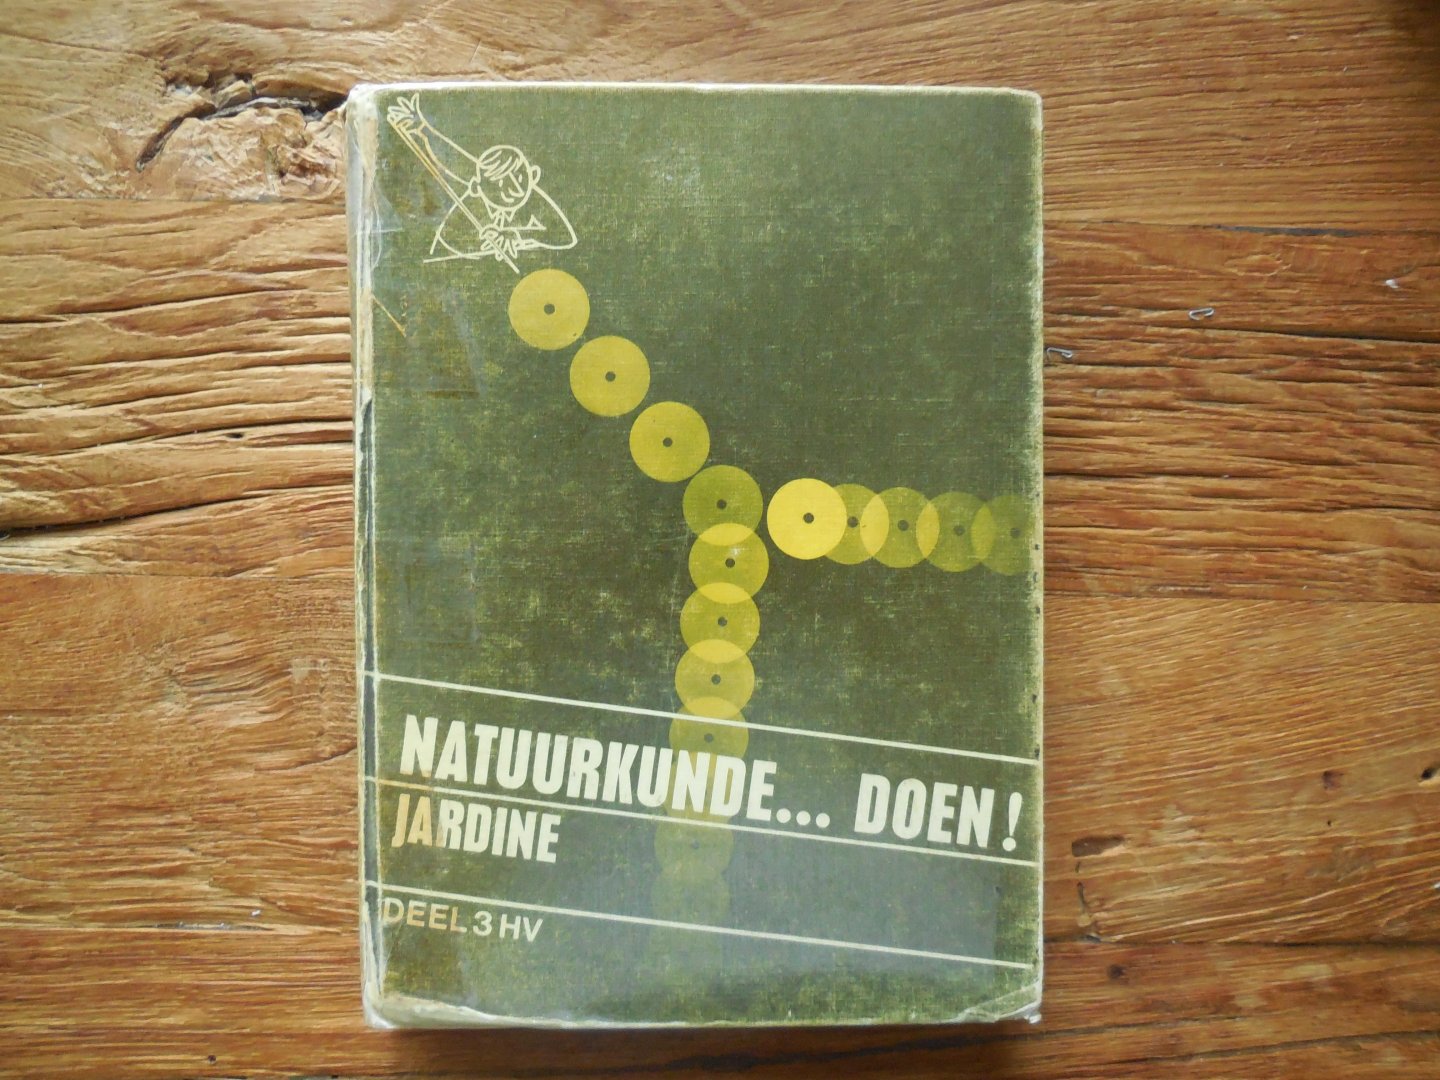 NATUURKUNDE... DOEN!
JARDINE
DEEL 3 HV